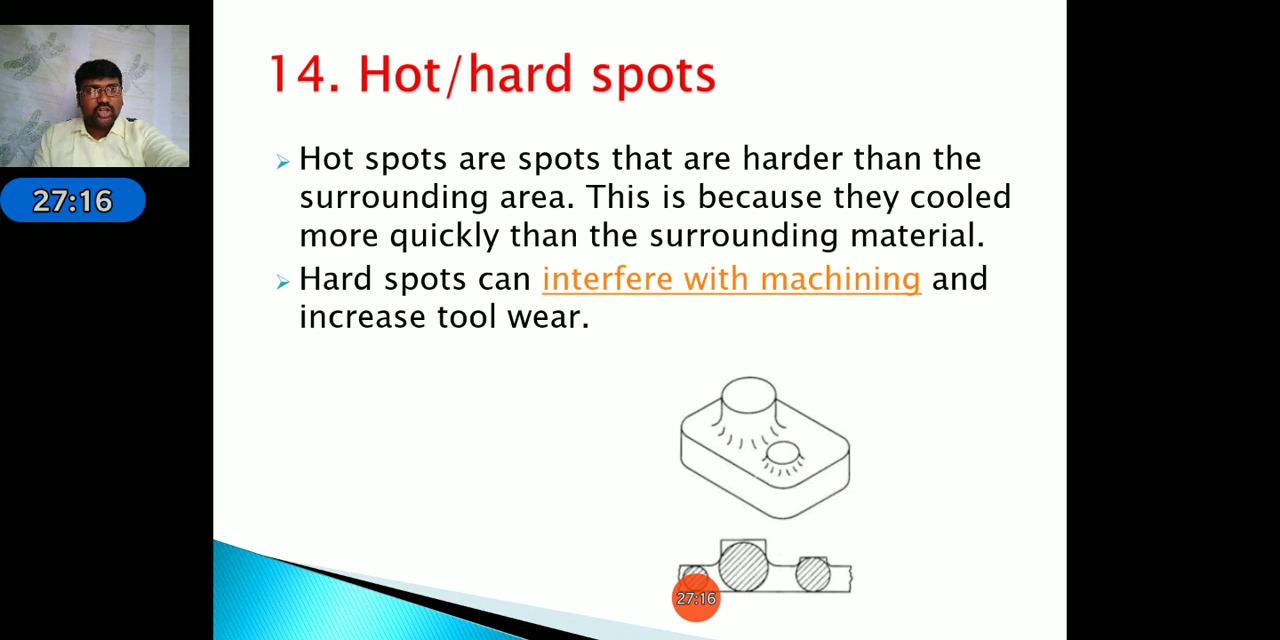 14. Hot/hard spots
27:16
Hot spots are spots that are harder than the
surrounding area. This is because they cooled
more quickly than the surrounding material.
Hard spots can interfere with machining and
increase tool wear.
27:16